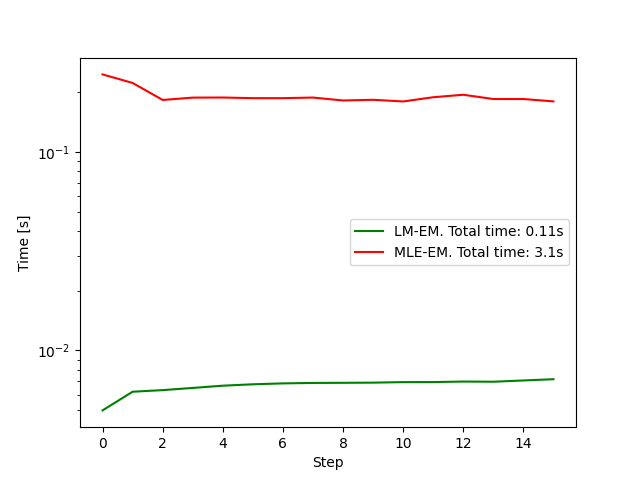 Time [s]
10⁻¹
10⁻²
LM-EM. Total time: 0.11s
MLE-EM. Total time: 3.1s
0 2 4 6 8 10 12 14
Step